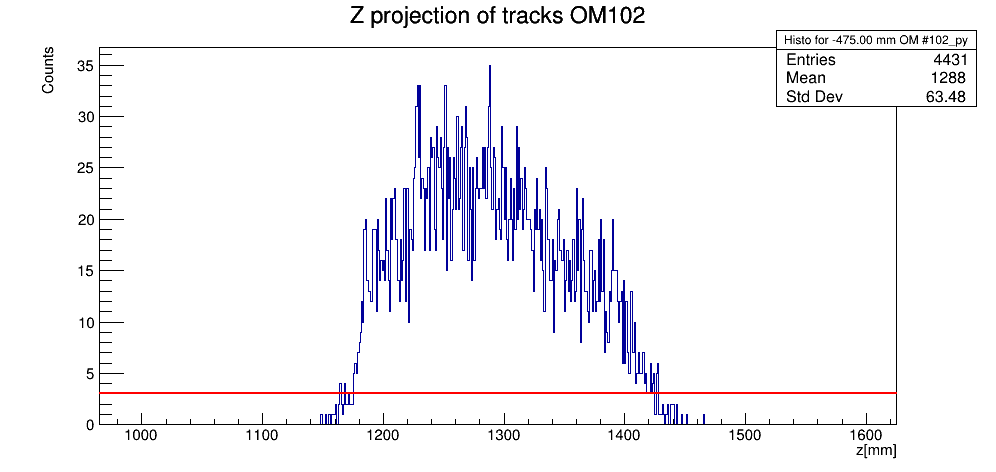 Z projection of tracks OM102
Histo for -475.00 mm OM #102_py
Entries 4431
Mean 1288
Std Dev 63.48
Counts
35
30
25
20
15
10
5
0
1000 1100 1200 1300 1400 1500 1600
z[mm]